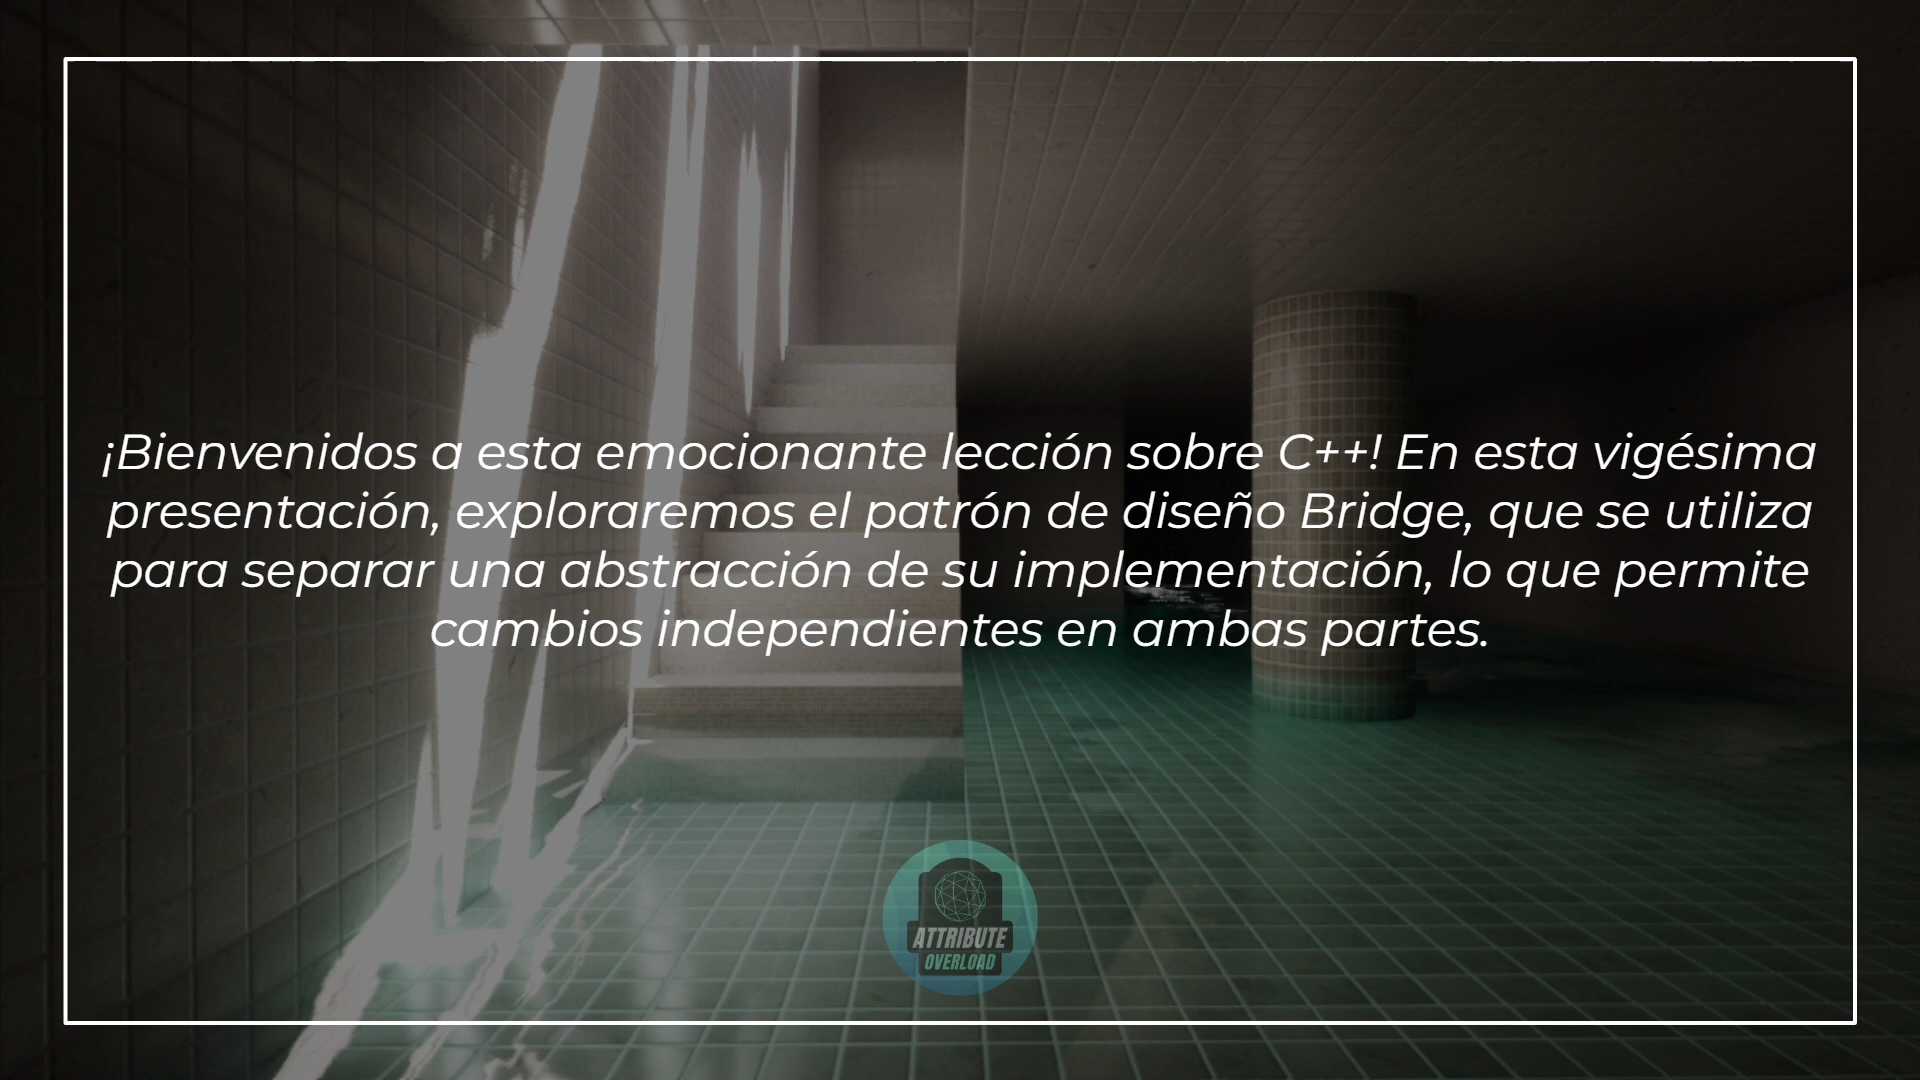 ¡Bienvenidos a esta emocionante lección sobre C++! En esta vigésima
presentación, exploraremos el patrón de diseño Bridge, que se utiliza
para separar una abstracción de su implementación, lo que permite
cambios independientes en ambas partes.
ATTRIBUTE
OVERLOAD